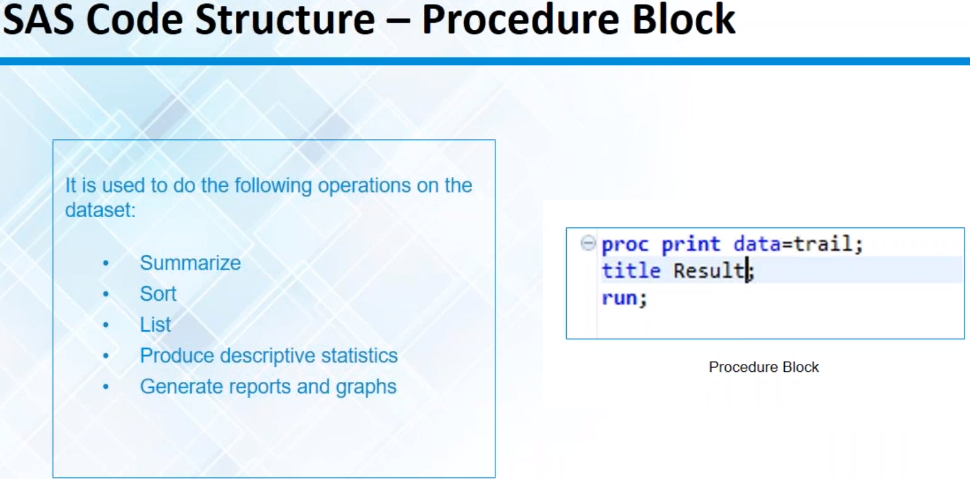 SAS Code Structure – Procedure Block
It is used to do the following operations on the
dataset:
• Summarize
• Sort
• List
• Produce descriptive statistics
• Generate reports and graphs
proc print data=trail;
title Result;
run;
Procedure Block